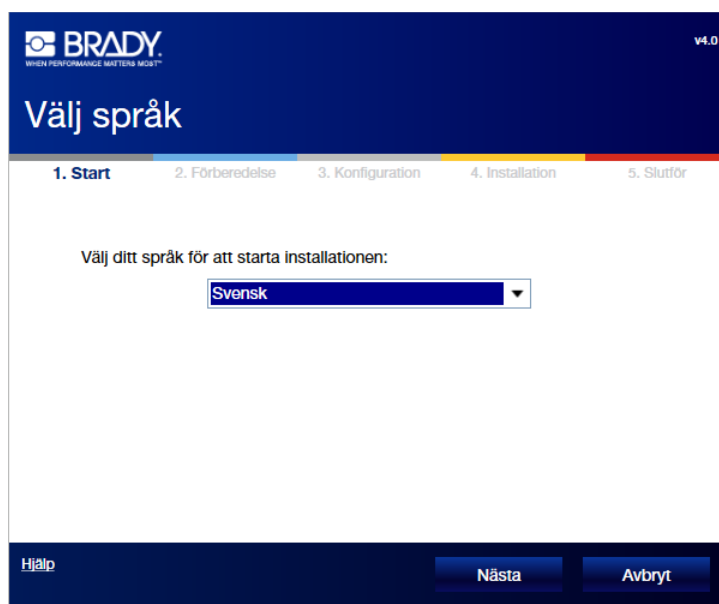 BRADY.
WHEN PERFORMANCE MATTERS MOST™
v4.0
Välj språk
1. Start
2. Förberedelse
3. Konfiguration
4. Installation
5. Slutför
Välj ditt språk för att starta installationen:
Svensk
Hjälp
Nästa
Avbryt